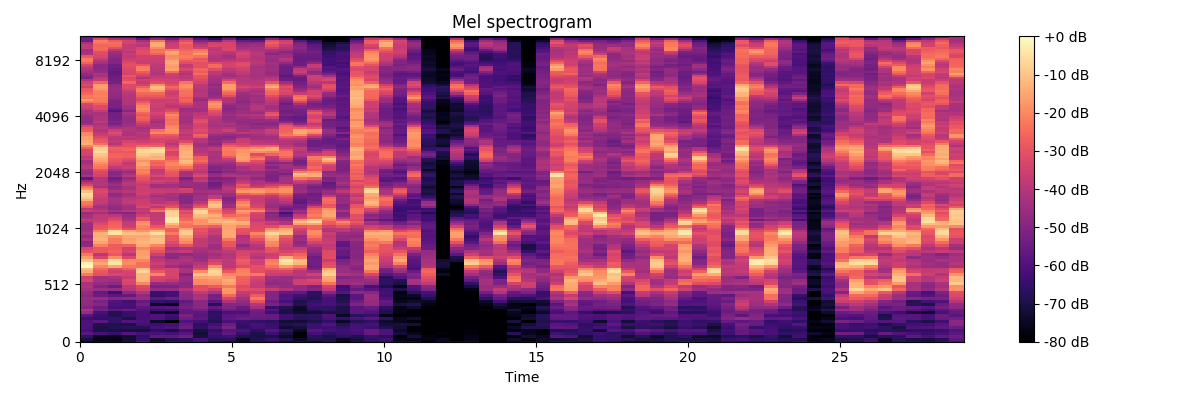 Mel spectrogram
Hz
8192
4096
2048
1024
512
0
0 5 10 15 20 25
Time
+0 dB
-10 dB
-20 dB
-30 dB
-40 dB
-50 dB
-60 dB
-70 dB
-80 dB